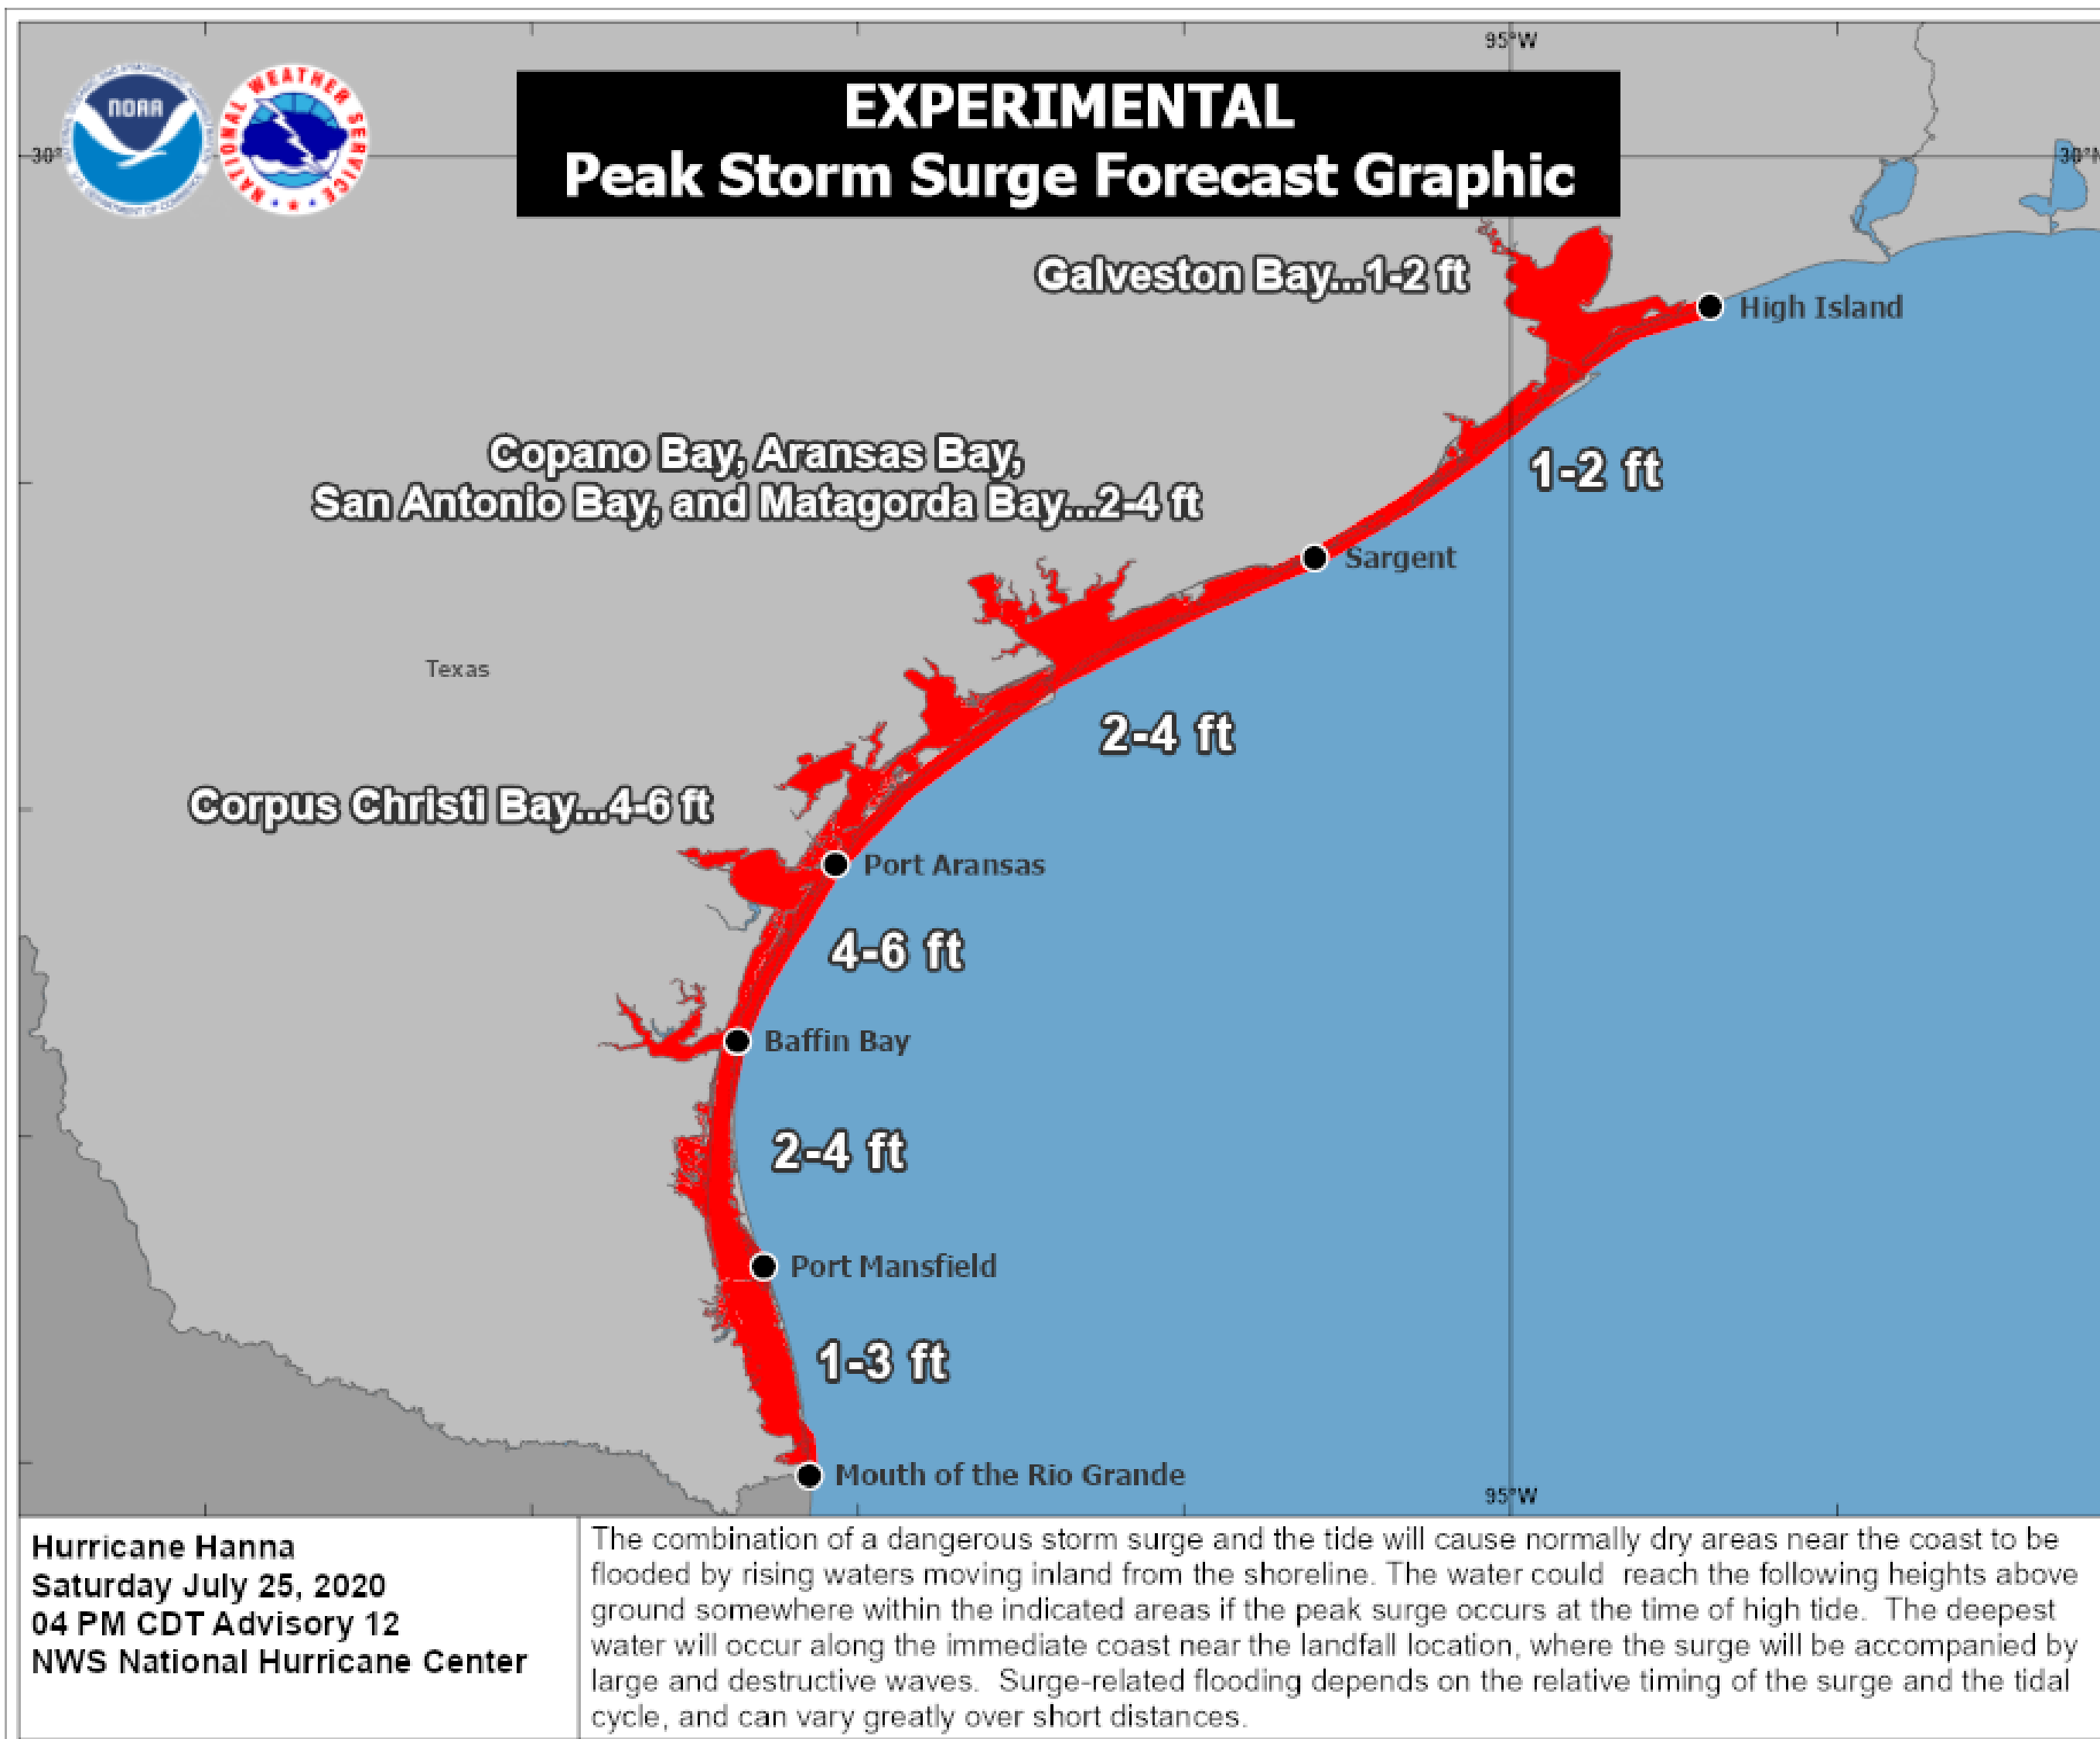 95°W
NOAA
NATIONAL WEATHER SERVICE
EXPERIMENTAL
Peak Storm Surge Forecast Graphic
30°
30°N
Galveston Bay...1-2 ft
High Island
Copano Bay, Aransas Bay,
San Antonio Bay, and Matagorda Bay...2-4 ft
1-2 ft
Sargent
Texas
2-4 ft
Corpus Christi Bay...4-6 ft
Port Aransas
4-6 ft
Baffin Bay
2-4 ft
Port Mansfield
1-3 ft
Mouth of the Rio Grande
95°W
Hurricane Hanna
Saturday July 25, 2020
04 PM CDT Advisory 12
NWS National Hurricane Center
The combination of a dangerous storm surge and the tide will cause normally dry areas near the coast to be
flooded by rising waters moving inland from the shoreline. The water could  reach the following heights above
ground somewhere within the indicated areas if the peak surge occurs at the time of high tide.  The deepest
water will occur along the immediate coast near the landfall location, where the surge will be accompanied by
large and destructive waves.  Surge-related flooding depends on the relative timing of the surge and the tidal
cycle, and can vary greatly over short distances.